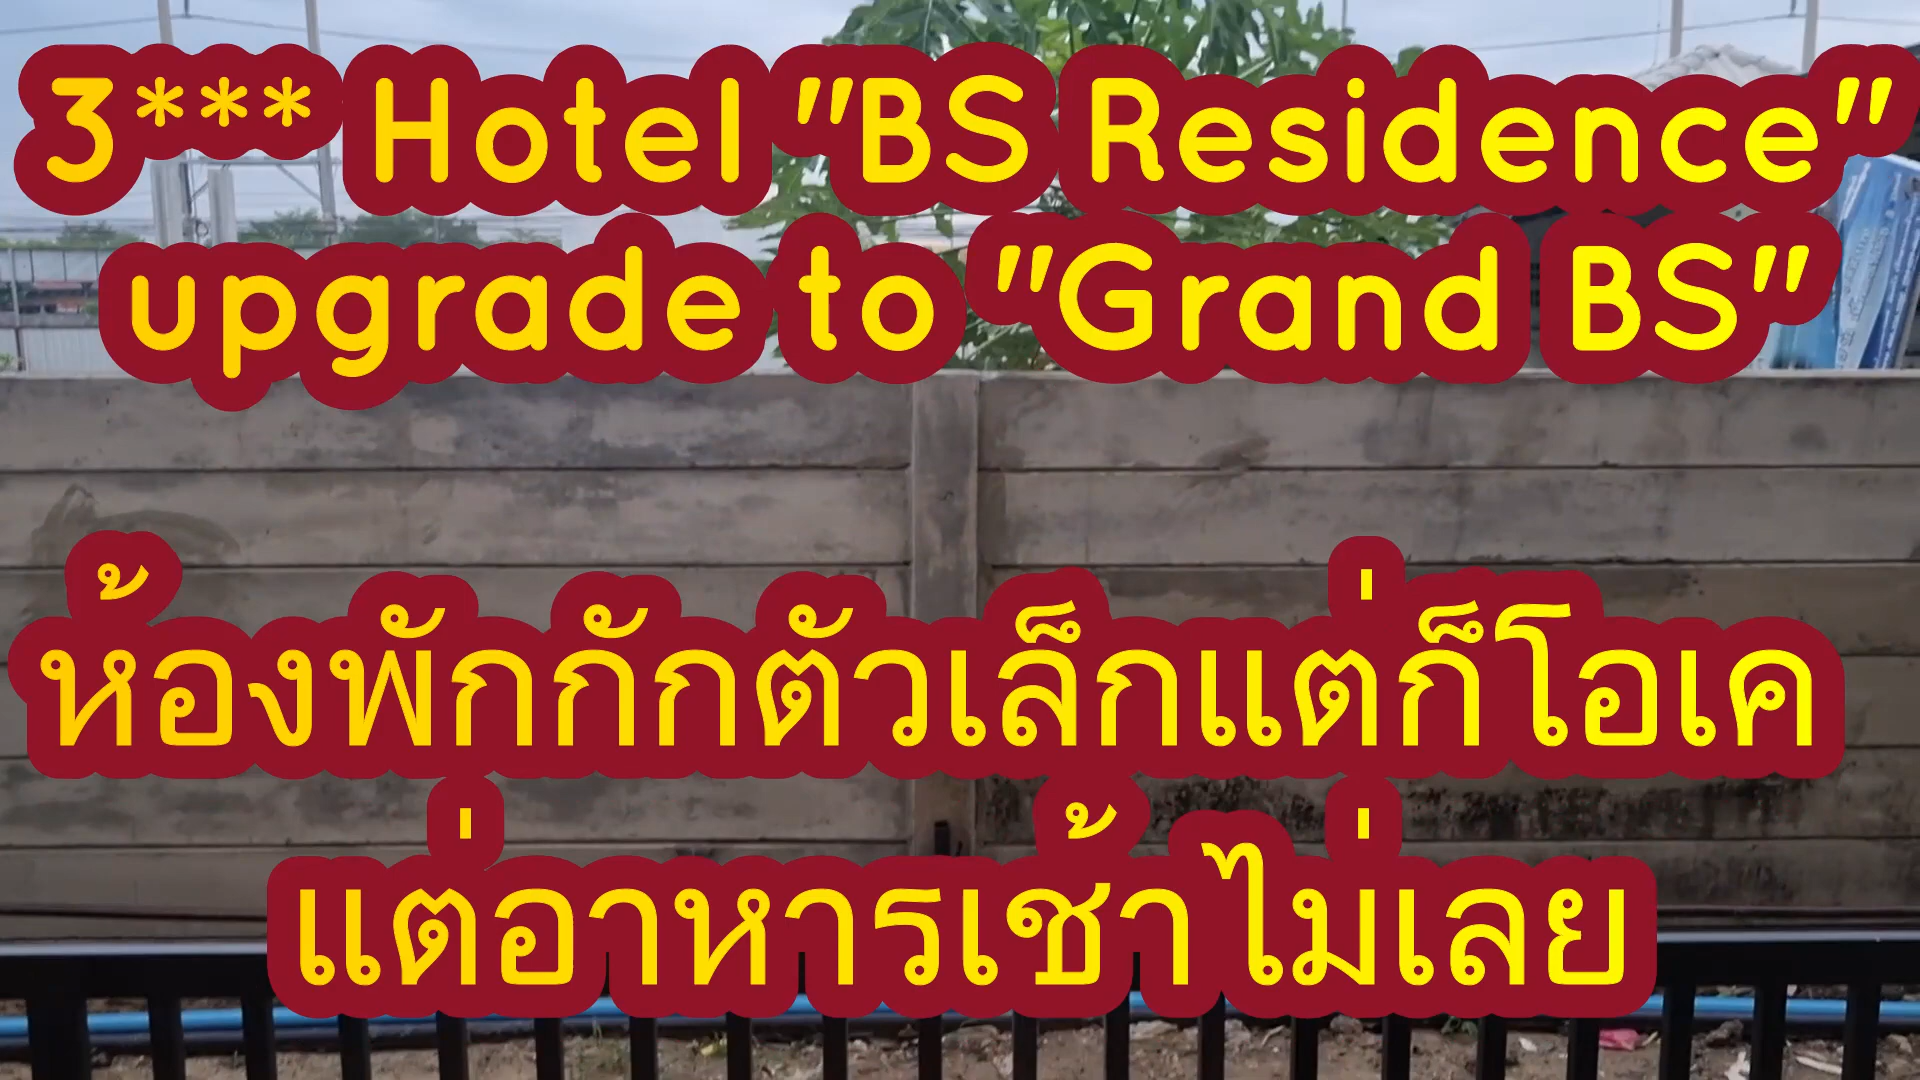 3*** Hotel "BS Residence"
upgrade to "Grand BS"
ห้องพักกักตัวเล็กแต่ก็โอเค
แต่อาหารเช้าไม่เลย